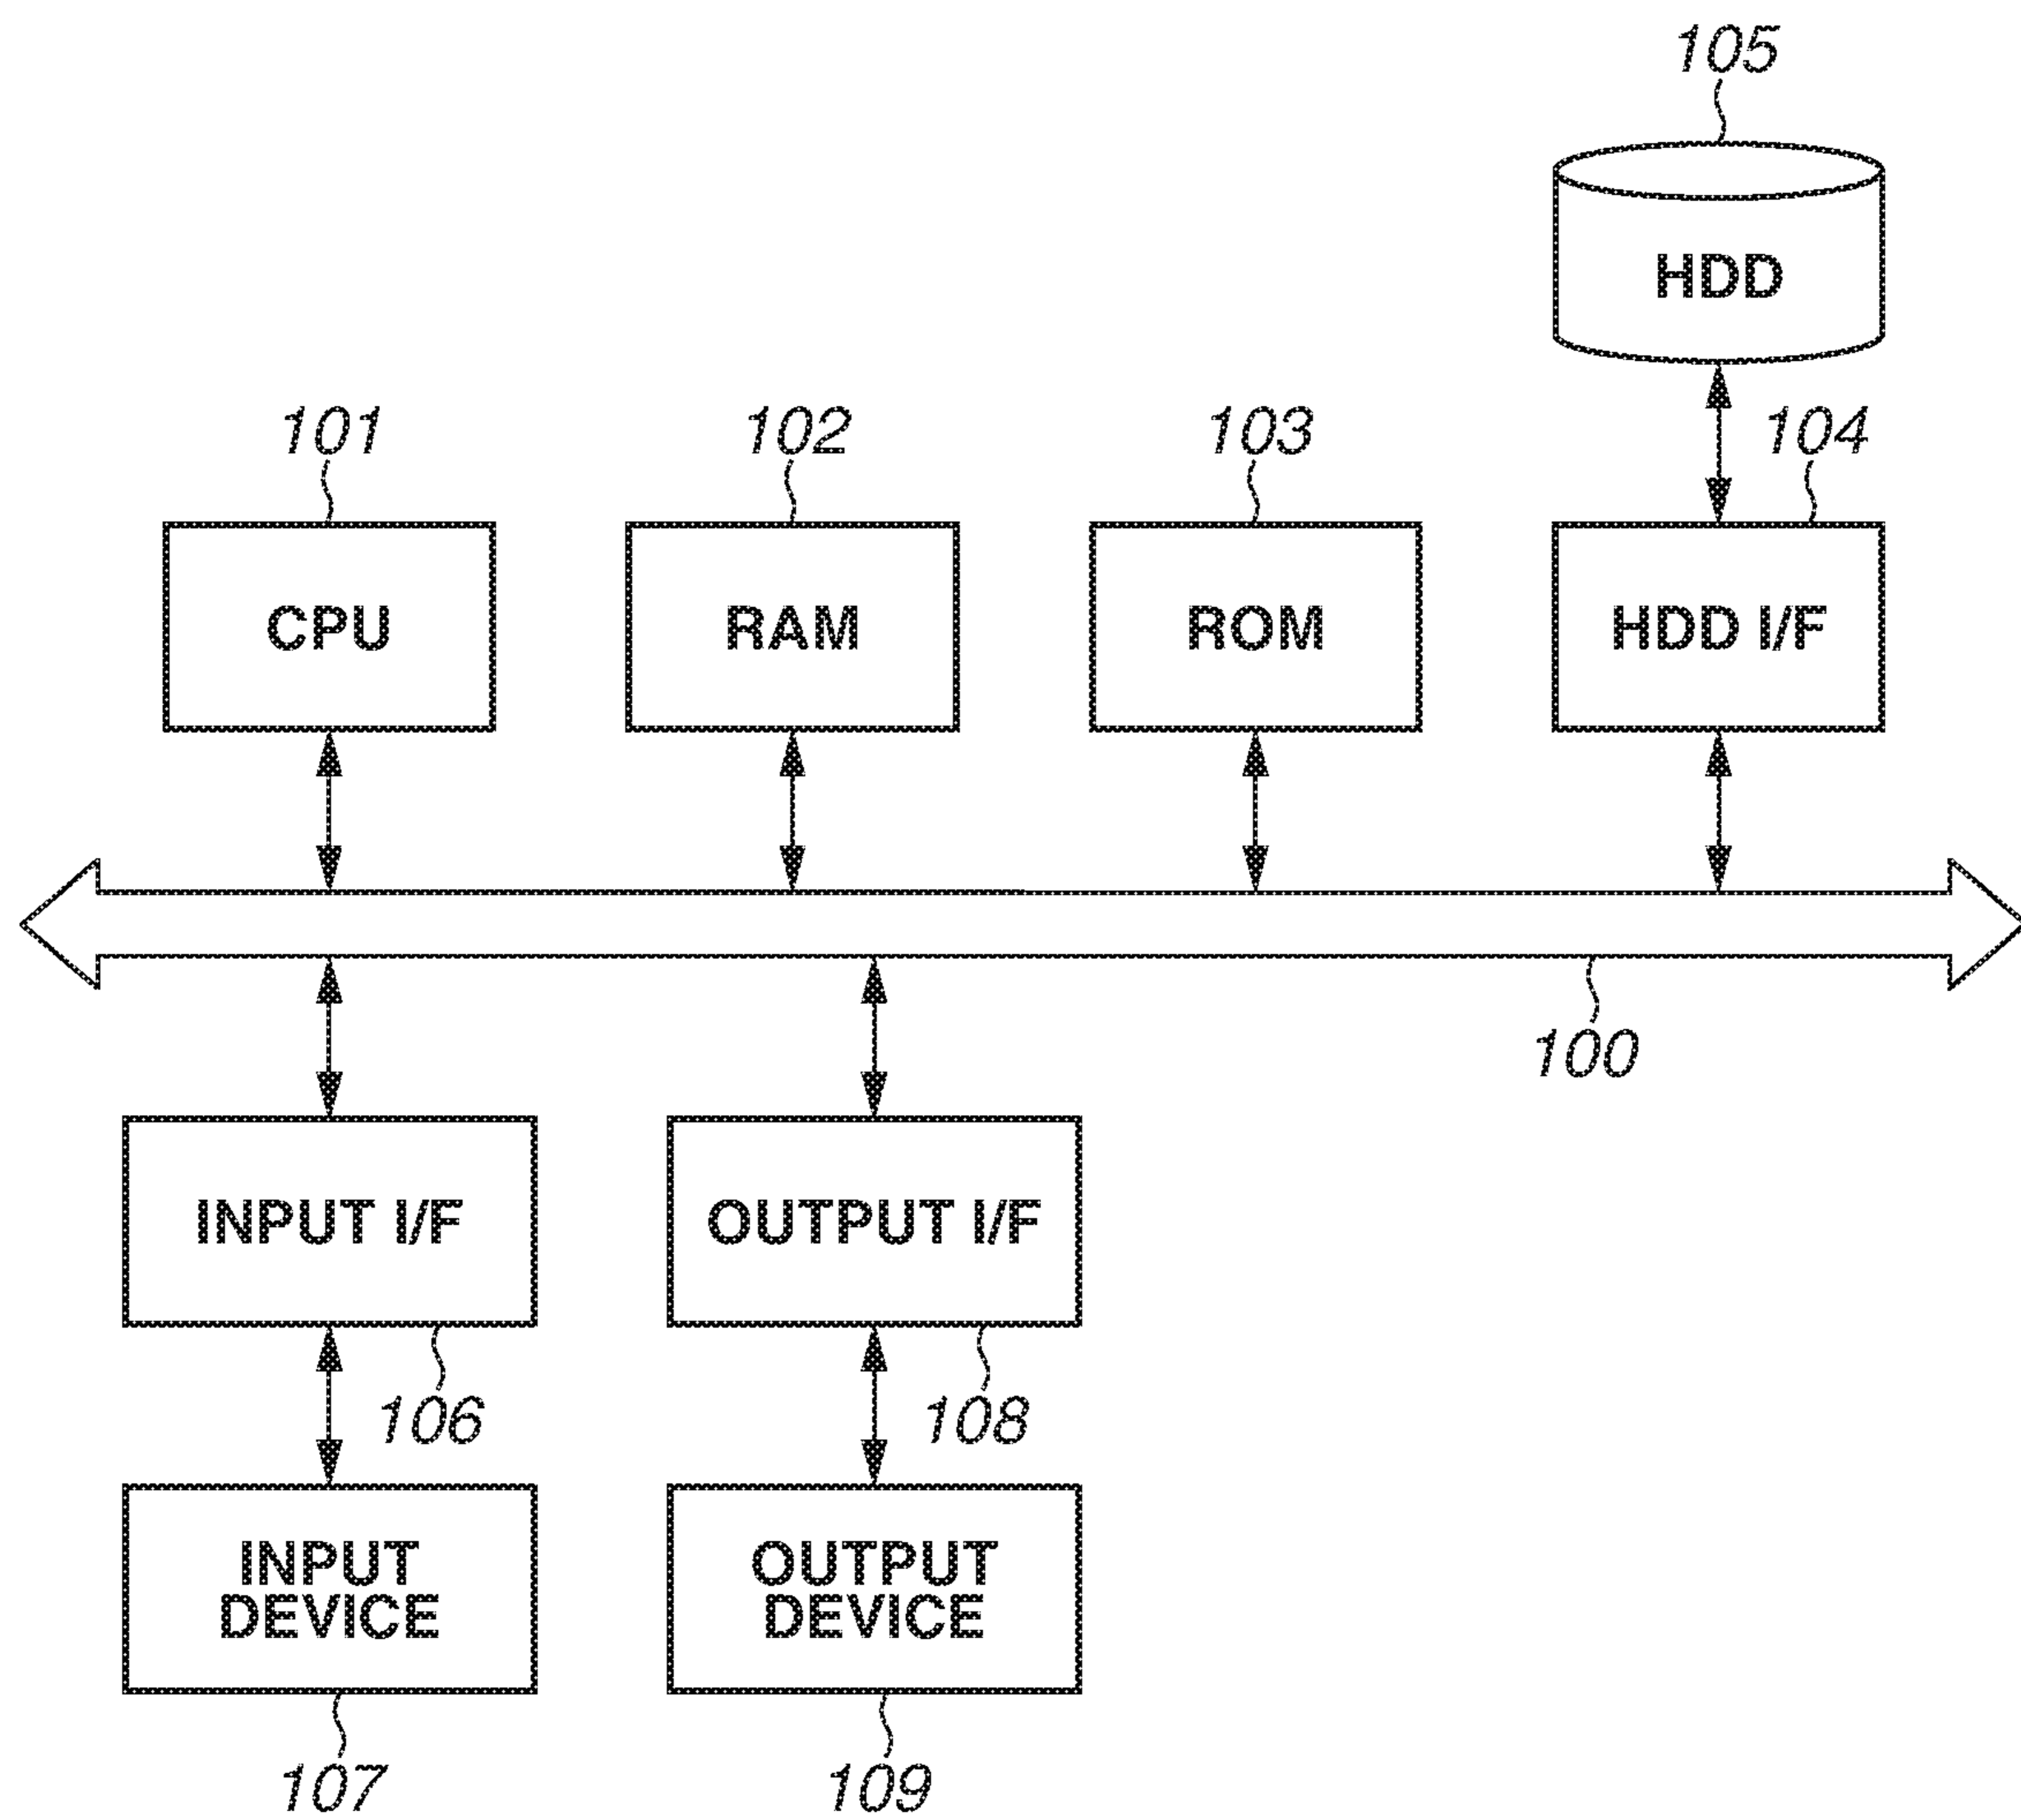 105
HDD
101
102
103
104
CPU
RAM
ROM
HDD I/F
100
INPUT I/F
OUTPUT I/F
106
108
INPUT
DEVICE
OUTPUT
DEVICE
107
109